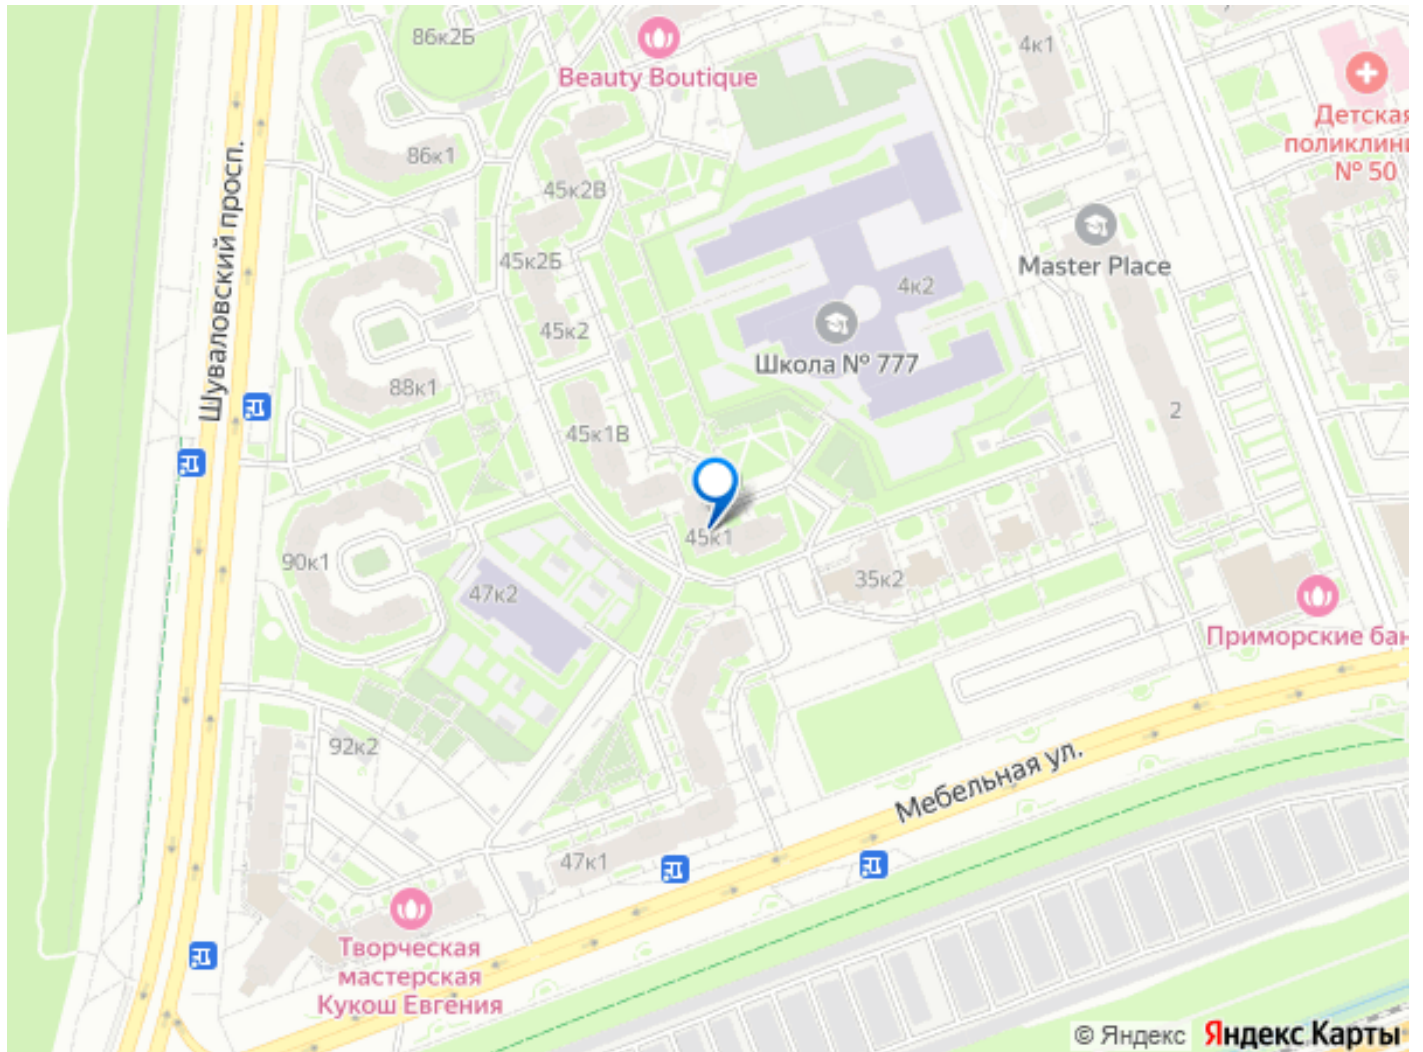 86к2Б
Beauty Boutique
4к1
Детская
поликлини
№ 50
86к1
45к2В
Шуваловский просп.
45к2Б
Master Place
4к2
45к2
Школа № 777
88к1
2
45к1В
45к1
90к1
35к2
47к2
Приморские бан
92к2
Мебельная ул.
47к1
Творческая
мастерская
Кукош Евгения
© Яндекс Яндекс Карты